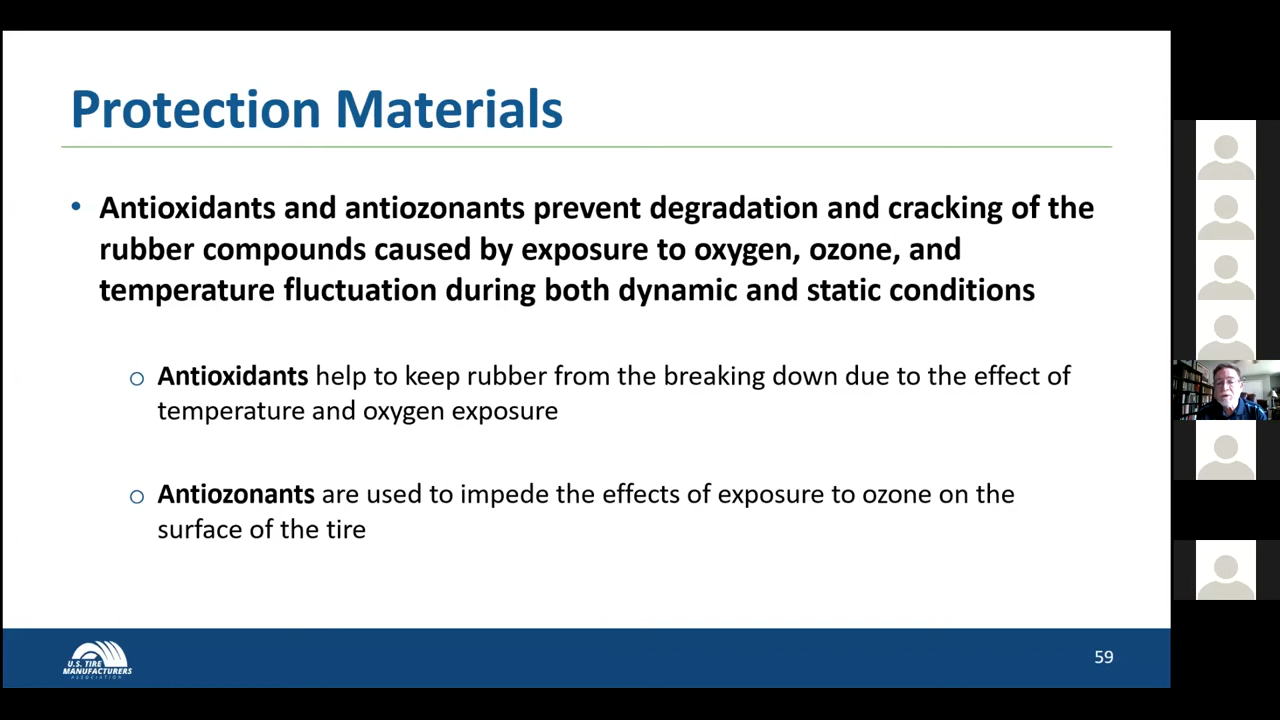 Protection Materials
• Antioxidants and antiozonants prevent degradation and cracking of the
rubber compounds caused by exposure to oxygen, ozone, and
temperature fluctuation during both dynamic and static conditions
○ Antioxidants help to keep rubber from the breaking down due to the effect of
temperature and oxygen exposure
○ Antiozonants are used to impede the effects of exposure to ozone on the
surface of the tire
U.S. TIRE
MANUFACTURERS
ASSOCIATION
59